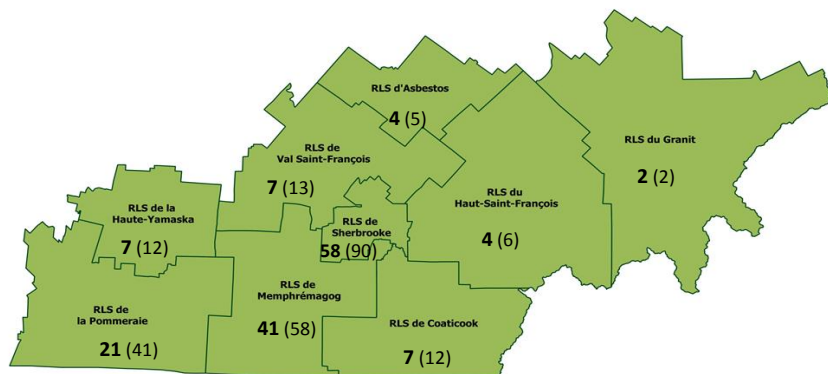 RLS d'Asbestos
4 (5)
RLS du Granit
2 (2)
RLS de
Val Saint-François
7 (13)
RLS du
Haut-Saint-François
4 (6)
RLS de la
Haute-Yamaska
7 (12)
RLS de
Sherbrooke
58 (90)
RLS de
Memphrémagog
41 (58)
RLS de
la Pommeraie
21 (41)
RLS de Coaticook
7 (12)